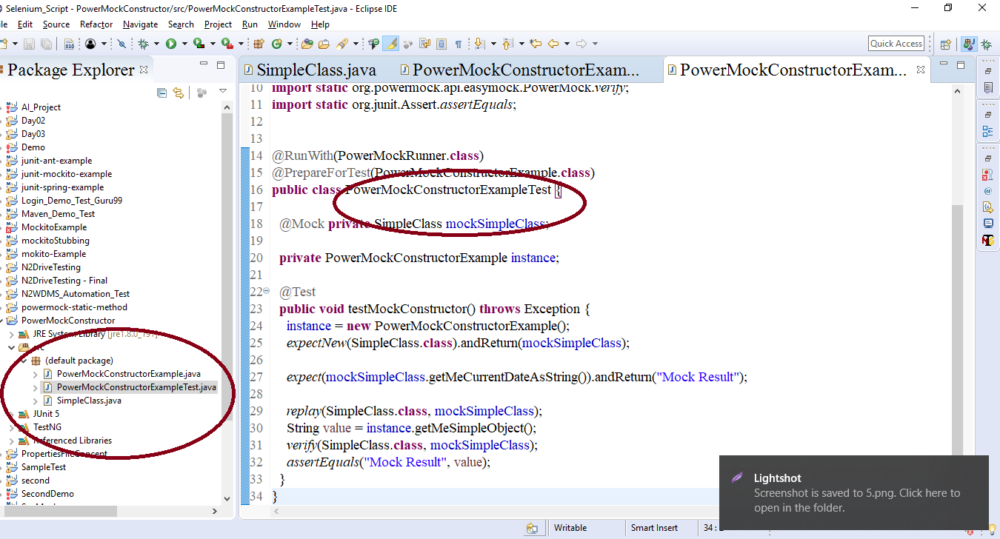 Selenium_Script - PowerMockConstructor/src/PowerMockConstructorExampleTest.java - Eclipse IDE
Edit Source Refactor Navigate Search Project Run Window Help
Quick Access
Package Explorer
AI_Project
Day02
Day03
Demo
junit-ant-example
junit-mockito-example
junit-spring-example
Login_Demo_Test_Guru99
Maven_Demo_Test
MockitoExample
mockitoStubbing
mokito-Example
N2DriveTesting
N2DriveTesting - Final
N2WDMS_Automation_Test
powermock-static-method
PowerMockConstructor
JRE System Library [jre1.8.0_191]
src
(default package)
PowerMockConstructorExample.java
PowerMockConstructorExampleTest.java
SimpleClass.java
JUnit 5
TestNG
Referenced Libraries
PropertiesFileConcept
SampleTest
second
SecondDemo
SimpleClass.java PowerMockConstructorExam... PowerMockConstructorExam...
10 import static org.powermock.api.easymock.PowerMock.verify;
11 import static org.junit.Assert.assertEquals;
12
13
14 @RunWith(PowerMockRunner.class)
15 @PrepareForTest(PowerMockConstructorExample.class)
16 public class PowerMockConstructorExampleTest {
17
18 @Mock private SimpleClass mockSimpleClass;
19
20 private PowerMockConstructorExample instance;
21
22 @Test
23 public void testMockConstructor() throws Exception {
24 instance = new PowerMockConstructorExample();
25 expectNew(SimpleClass.class).andReturn(mockSimpleClass);
26
27 expect(mockSimpleClass.getMeCurrentDateAsString()).andReturn("Mock Result");
28
29 replay(SimpleClass.class, mockSimpleClass);
30 String value = instance.getMeSimpleObject();
31 verify(SimpleClass.class, mockSimpleClass);
32 assertEquals("Mock Result", value);
33 }
34 }
Lightshot
Screenshot is saved to 5.png. Click here to
open in the folder.
Writable Smart Insert 34 :